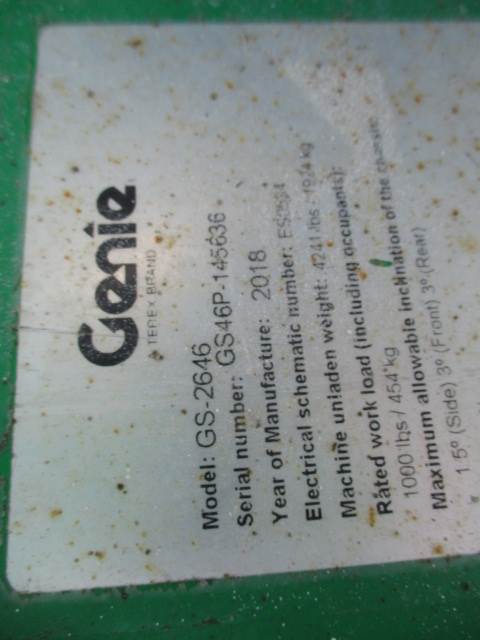 Genie
A TEREX BRAND
Model: GS-2646
Serial number: GS46P-145636
Year of Manufacture: 2018
Electrical schematic number:
Machine unladen weight: 4241 lbs / 1924 kg
Rated work load (including occupants):
1000 lbs / 454 kg
Maximum allowable inclination of the chassis:
1.5° (Side) 3° (Front) 3° (Rear)